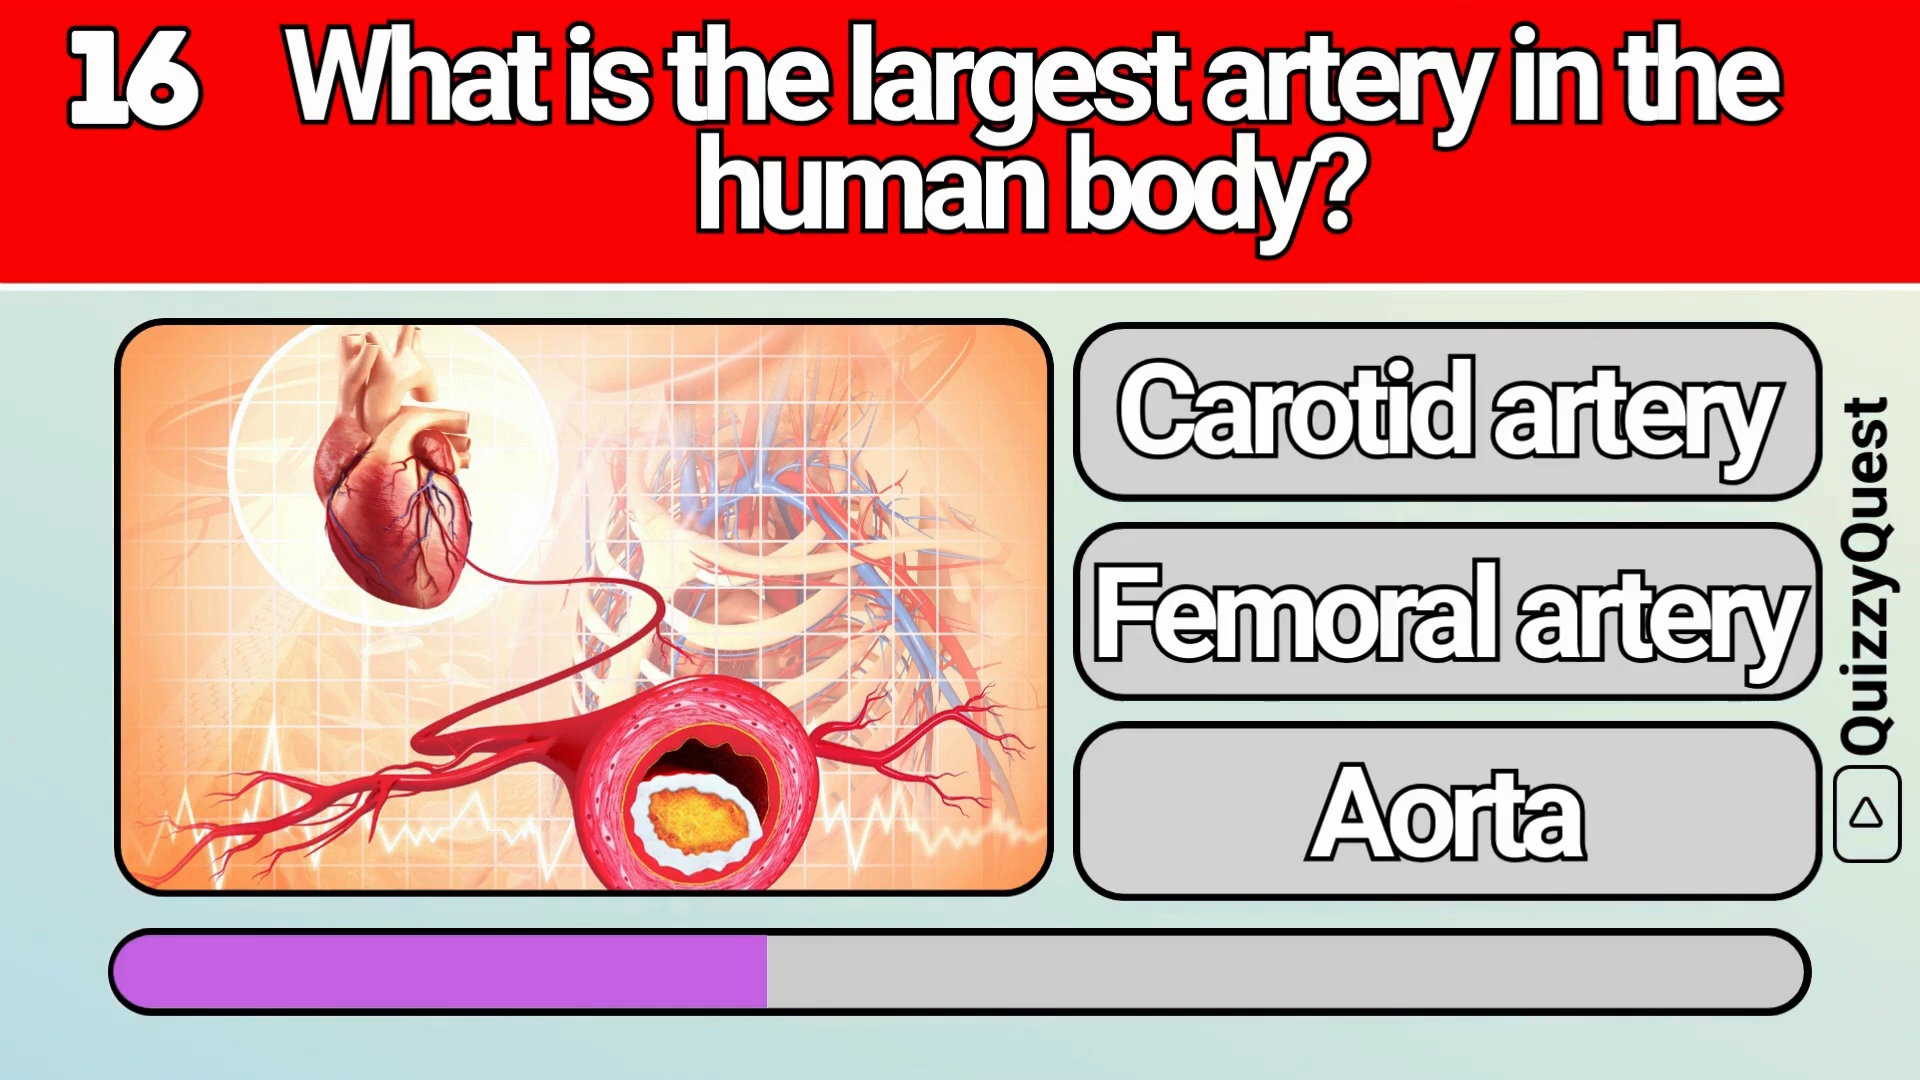 16
What is the largest artery in the
human body?
Carotid artery
Femoral artery
Aorta
QuizzyQuest